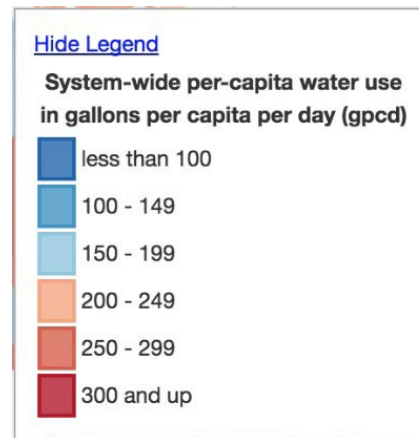 Hide Legend
System-wide per-capita water use
in gallons per capita per day (gpcd)
less than 100
100 - 149
150 - 199
200 - 249
250 - 299
300 and up